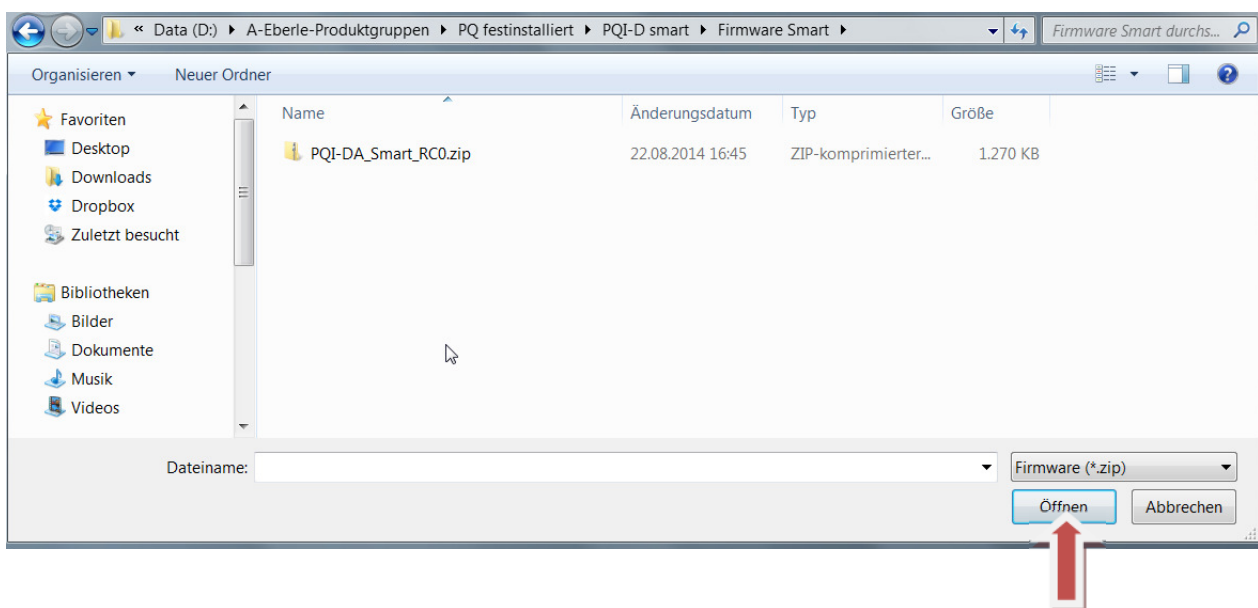 « Data (D:) ▸ A-Eberle-Produktgruppen ▸ PQ festinstalliert ▸ PQI-D smart ▸ Firmware Smart ▸ Firmware Smart durchs...
Organisieren Neuer Ordner
Favoriten
Desktop
Downloads
Dropbox
Zuletzt besucht
Bibliotheken
Bilder
Dokumente
Musik
Videos
Name Änderungsdatum Typ Größe
PQI-DA_Smart_RC0.zip 22.08.2014 16:45 ZIP-komprimierter... 1.270 KB
Dateiname: Firmware (*.zip)
Öffnen Abbrechen